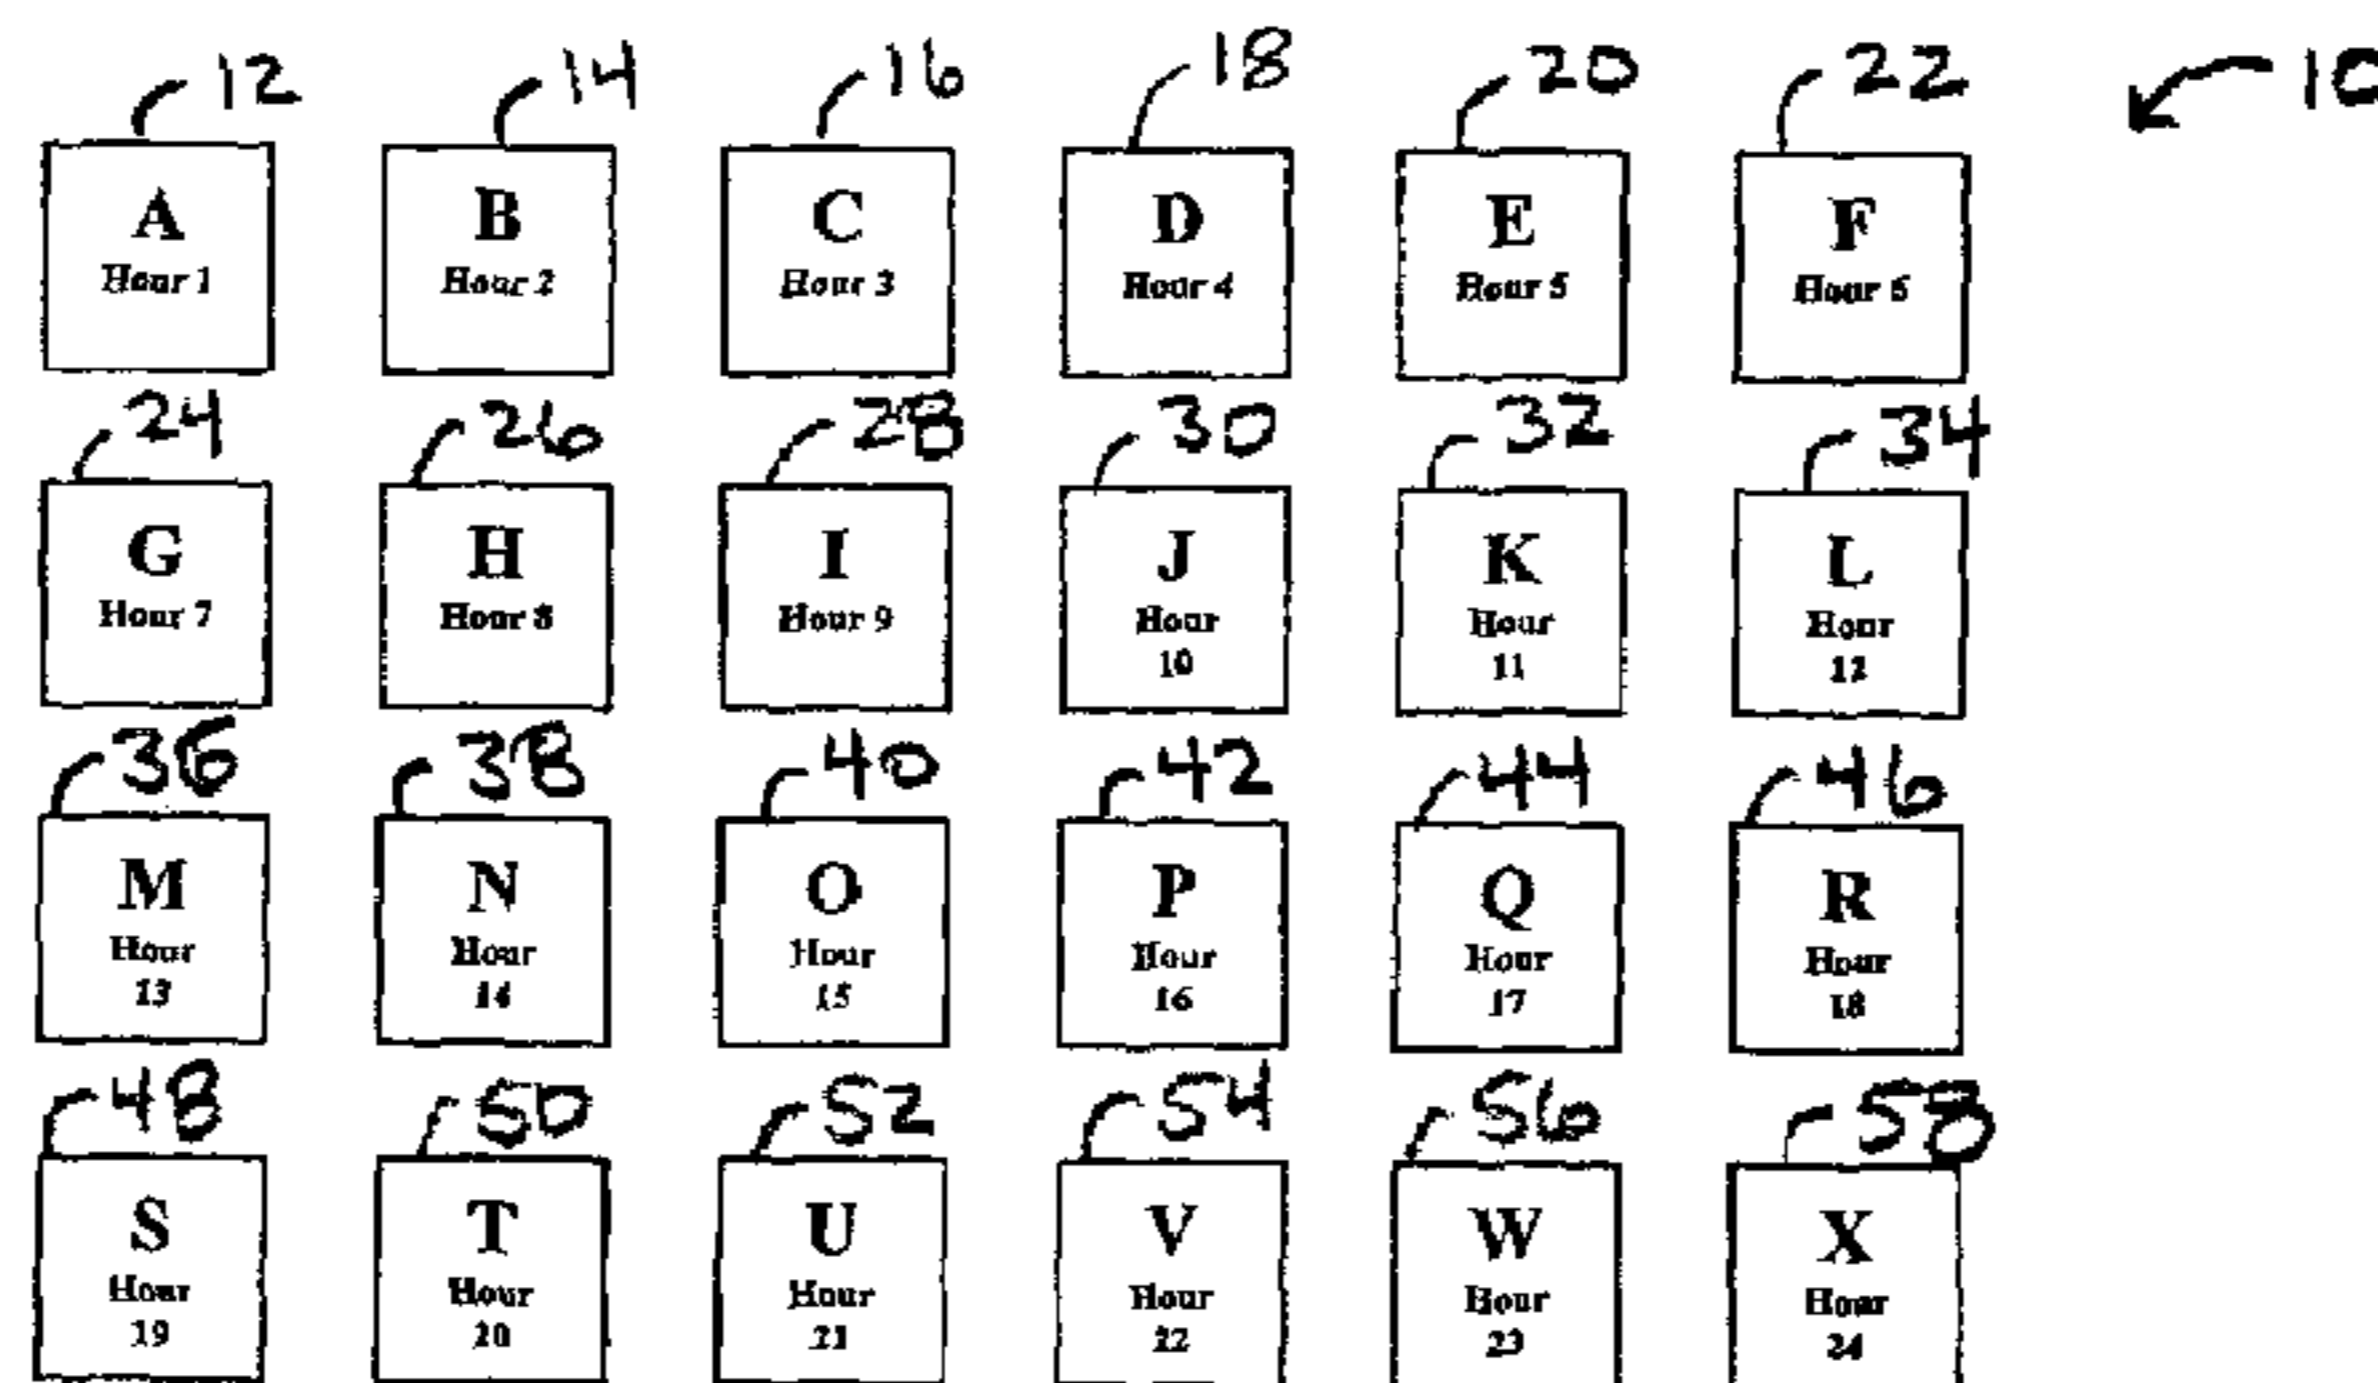 12 14 16 18 20 22 10
A B C D E F
Hour 1 Hour 2 Hour 3 Hour 4 Hour 5 Hour 6
24 26 28 30 32 34
G H I J K L
Hour 7 Hour 8 Hour 9 Hour Hour Hour
10 11 12
36 38 40 42 44 46
M N O P Q R
Hour Hour Hour Hour Hour Hour
13 14 15 16 17 18
48 50 52 54 56 58
S T U V W X
Hour Hour Hour Hour Hour Hour
19 20 21 22 23 24